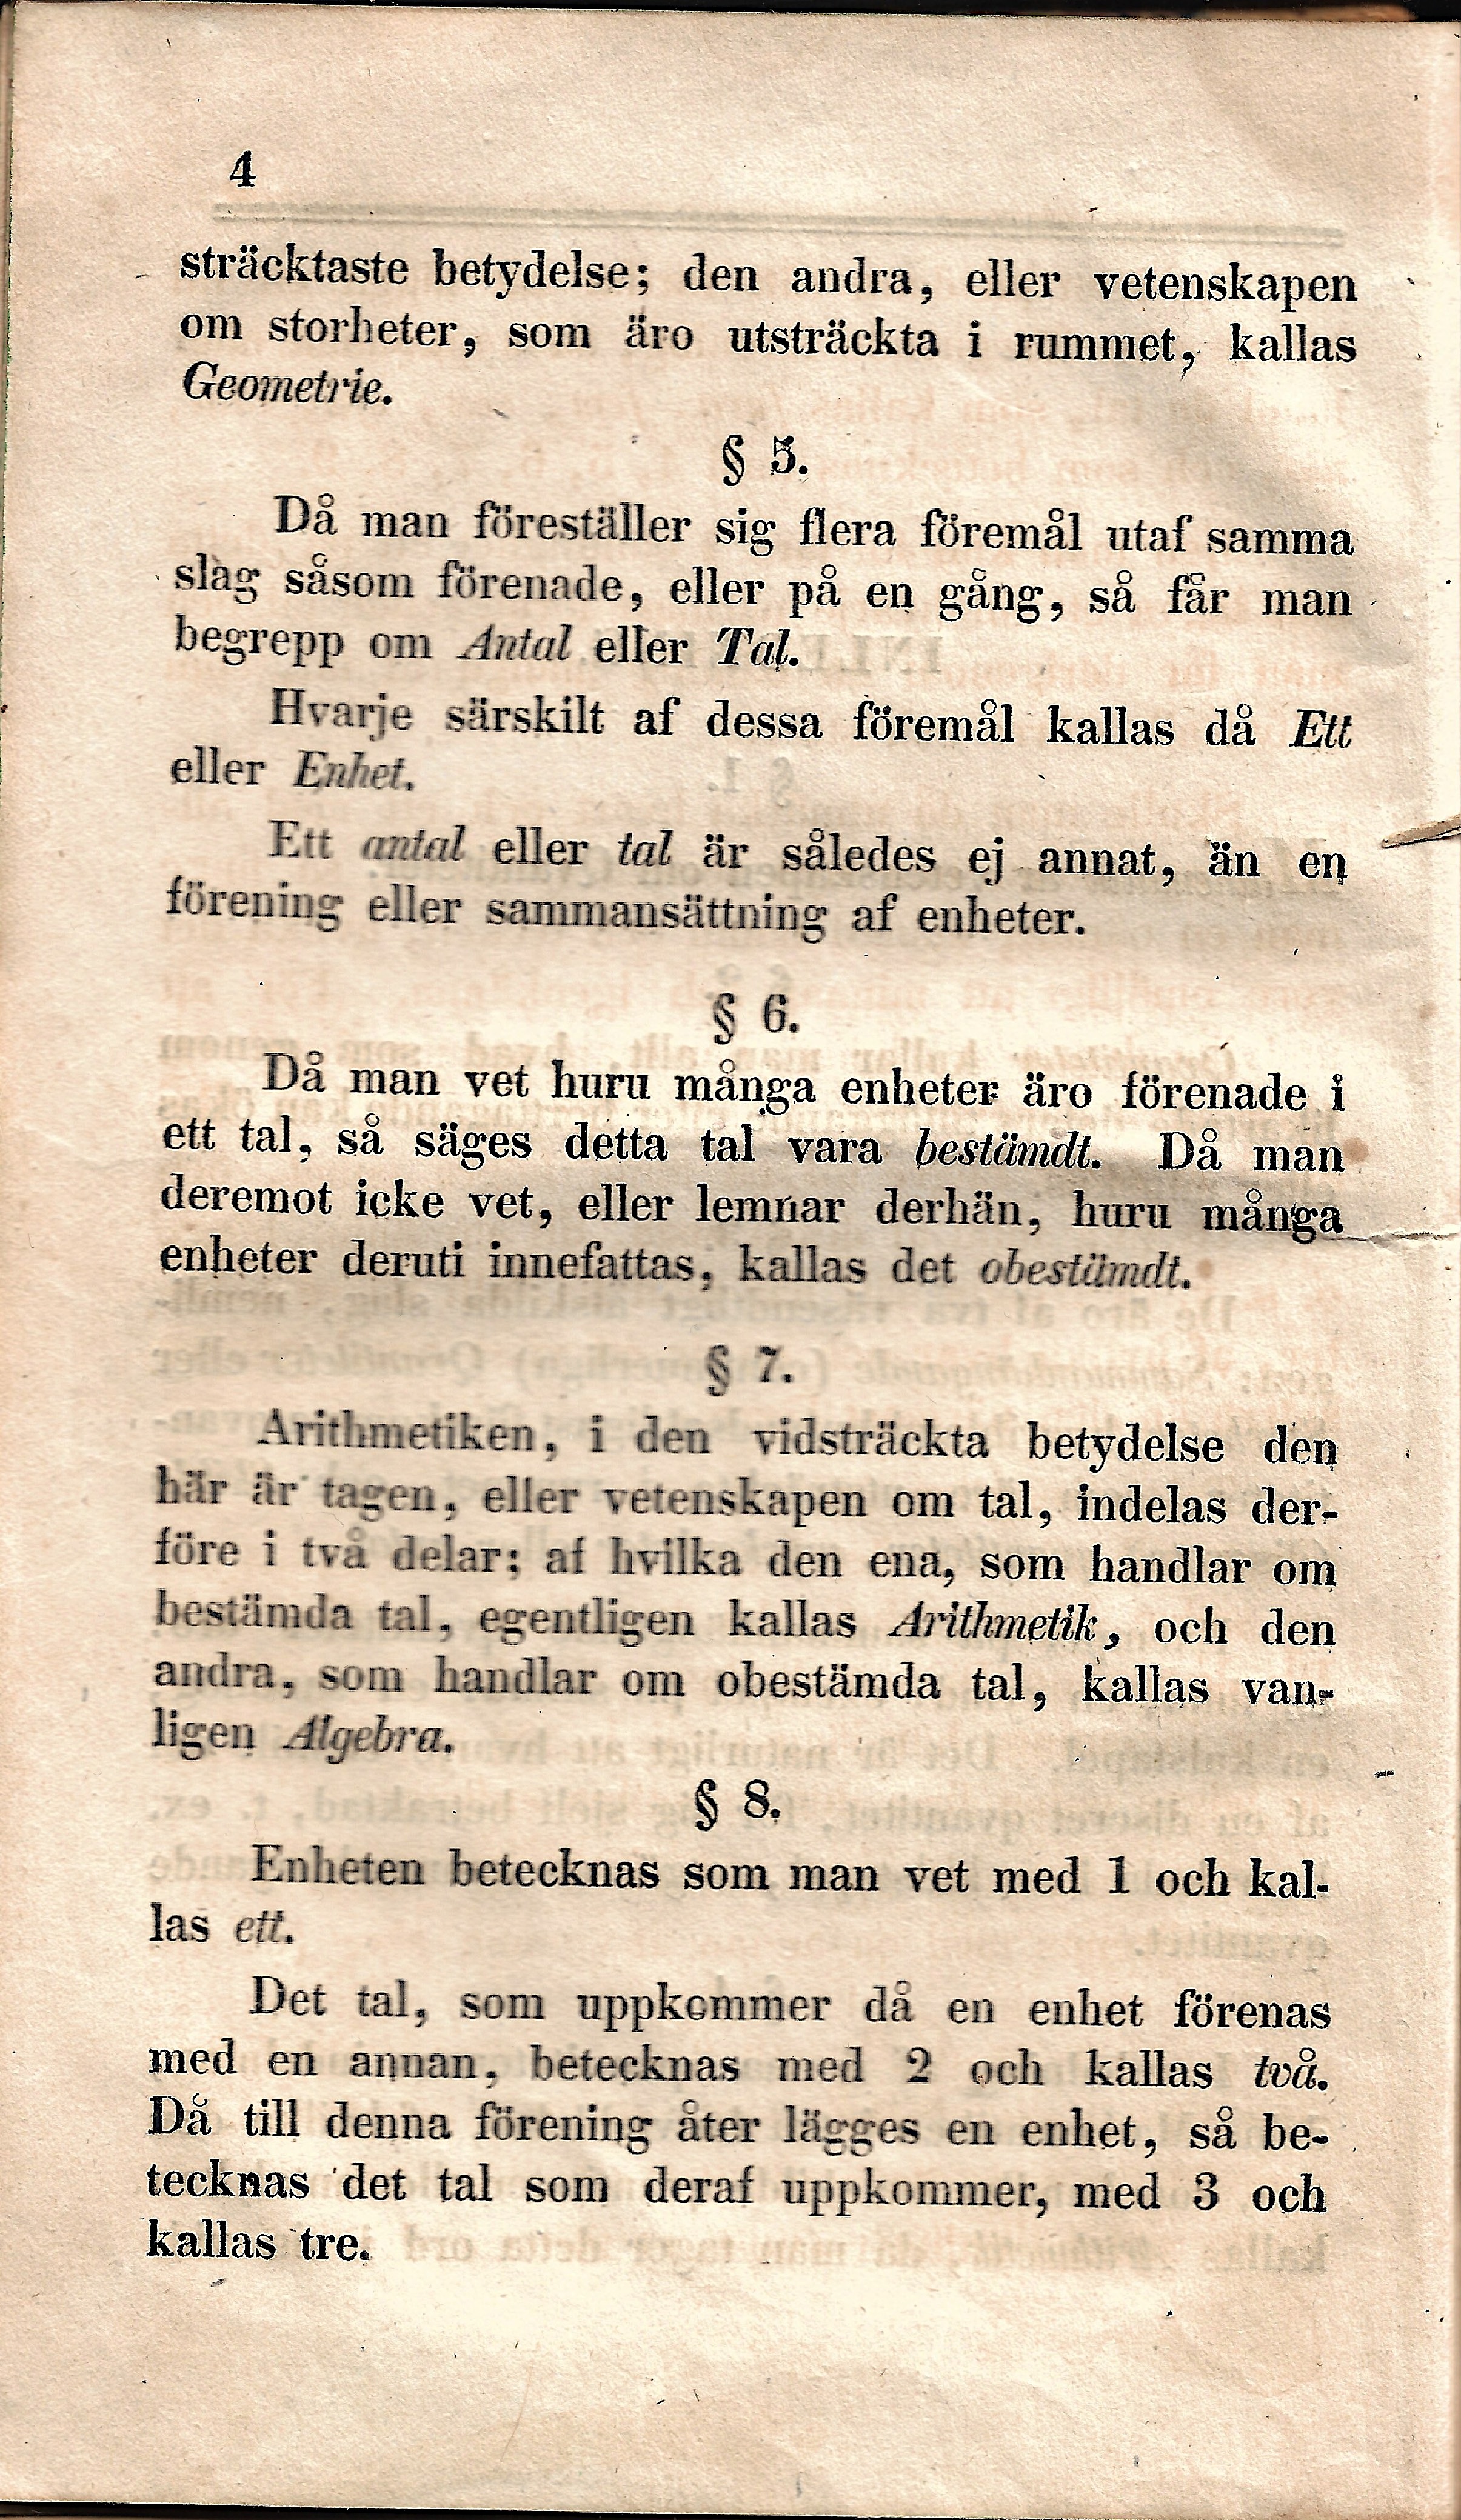 4
sträcktaste betydelse; den andra, eller vetenskapen
om storheter, som äro utsträckta i rummet, kallas
Geometrie.
§ 5.
Då man föreställer sig flera föremål utaf samma
slag såsom förenade, eller på en gång, så får man
begrepp om Antal eller Tal.
Hvarje särskilt af dessa föremål kallas då Ett
eller Enhet.
Ett antal eller tal är således ej annat, än en
förening eller sammansättning af enheter.
§ 6.
Då man vet huru många enheter äro förenade i
ett tal, så säges detta tal vara bestämdt. Då man
deremot icke vet, eller lemnar derhän, huru många
enheter deruti innefattas, kallas det obestämdt.
§ 7.
Arithmetiken, i den vidsträckta betydelse den
här är tagen, eller vetenskapen om tal, indelas der-
före i två delar; af hvilka den ena, som handlar om
bestämda tal, egentligen kallas Arithmetik, och den
andra, som handlar om obestämda tal, kallas van-
ligen Algebra.
§ 8.
Enheten betecknas som man vet med 1 och kal-
las ett.
Det tal, som uppkommer då en enhet förenas
med en annan, betecknas med 2 och kallas två.
Då till denna förening åter lägges en enhet, så be-
tecknas det tal som deraf uppkommer, med 3 och
kallas tre.